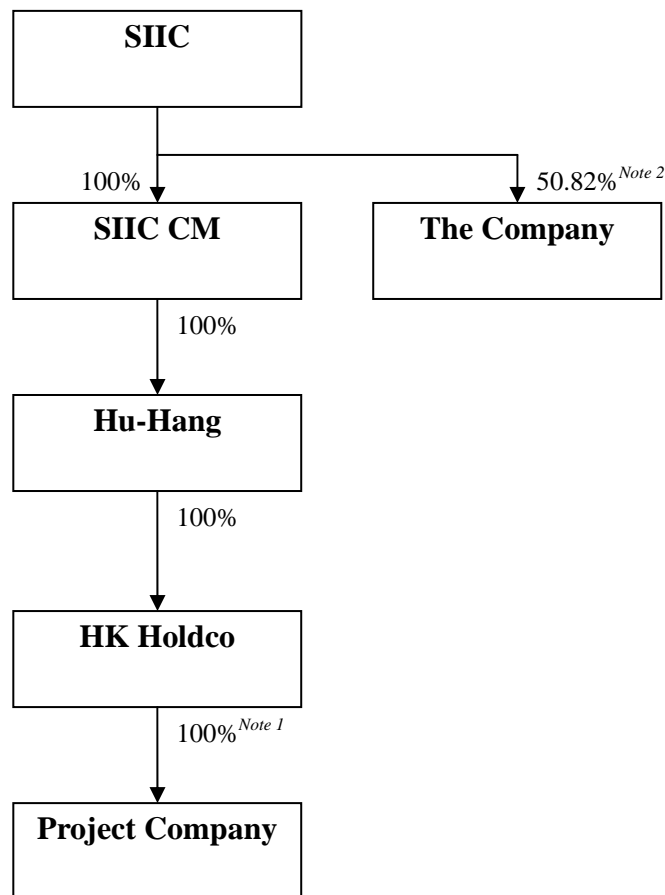 SIIC
100%
50.82% Note 2
SIIC CM
The Company
100%
Hu-Hang
100%
HK Holdco
100% Note 1
Project Company